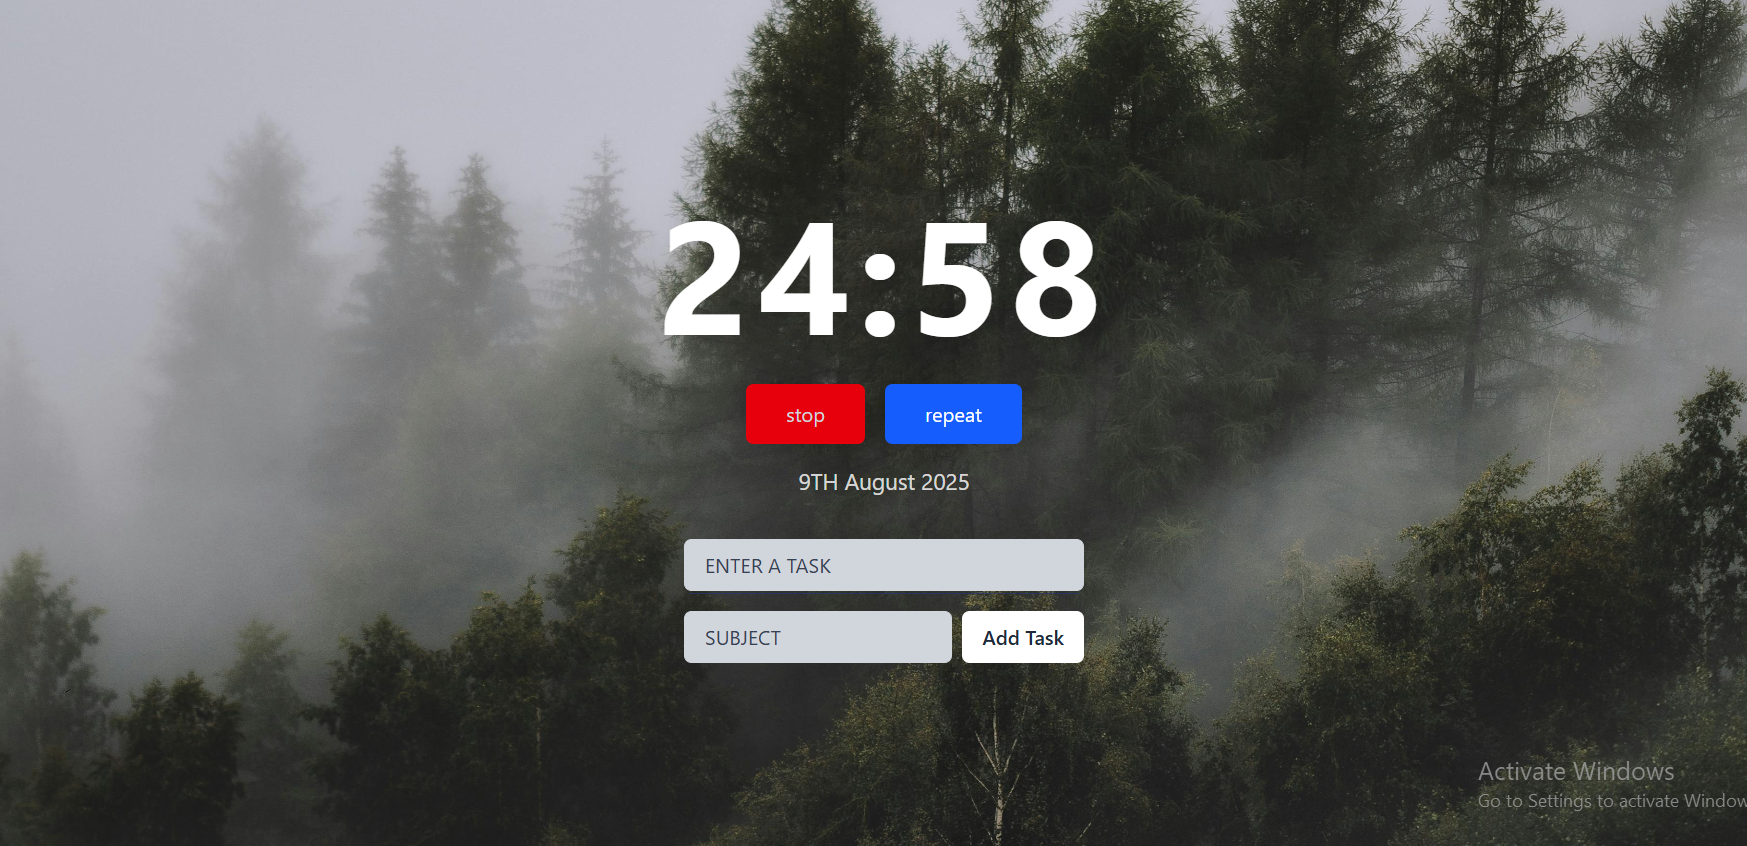 24:58
stop
repeat
9TH August 2025
ENTER A TASK
SUBJECT
Add Task
Activate Windows
Go to Settings to activate Window